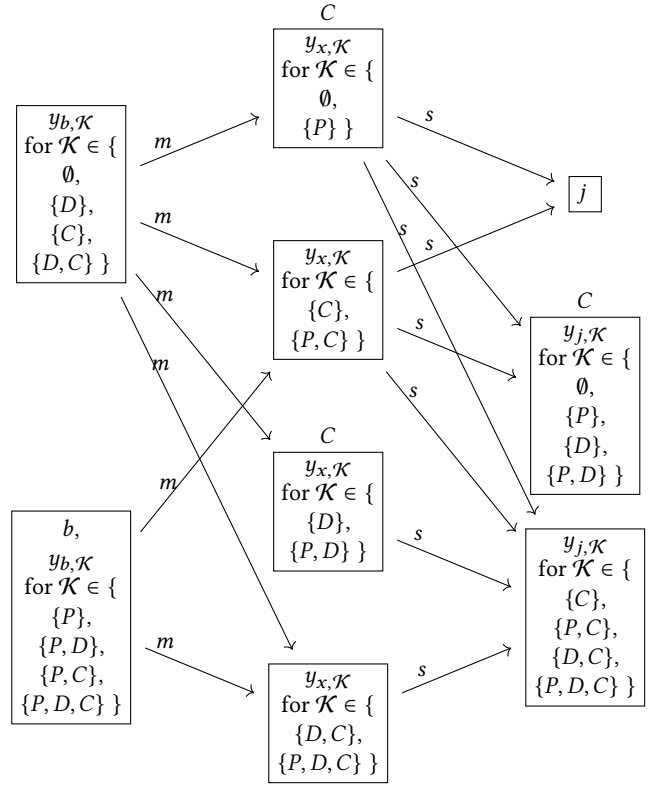 C
y_{x,𝒦}
for 𝒦 ∈ {
∅,
{P} }
y_{b,𝒦}
for 𝒦 ∈ {
∅,
{D},
{C},
{D, C} }
m
m
m
m
s
s
s
s
j
y_{x,𝒦}
for 𝒦 ∈ {
{C},
{P, C} }
s
s
C
y_{j,𝒦}
for 𝒦 ∈ {
∅,
{P},
{D},
{P, D} }
C
y_{x,𝒦}
for 𝒦 ∈ {
{D},
{P, D} }
s
b,
y_{b,𝒦}
for 𝒦 ∈ {
{P},
{P, D},
{P, C},
{P, D, C} }
m
m
y_{j,𝒦}
for 𝒦 ∈ {
{C},
{P, C},
{D, C},
{P, D, C} }
y_{x,𝒦}
for 𝒦 ∈ {
{D, C},
{P, D, C} }
s